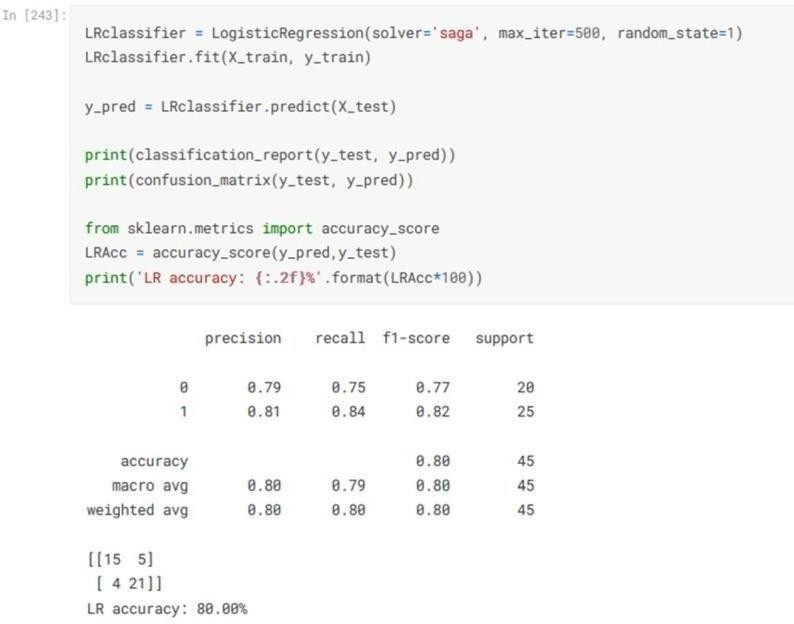 In [243]:
LRclassifier = LogisticRegression(solver='saga', max_iter=500, random_state=1)
LRclassifier.fit(X_train, y_train)
y_pred = LRclassifier.predict(X_test)
print(classification_report(y_test, y_pred))
print(confusion_matrix(y_test, y_pred))
from sklearn.metrics import accuracy_score
LRAcc = accuracy_score(y_pred,y_test)
print('LR accuracy: {:.2f}%'.format(LRAcc*100))
precision recall f1-score support
0 0.79 0.75 0.77 20
1 0.81 0.84 0.82 25
accuracy 0.80 45
macro avg 0.80 0.79 0.80 45
weighted avg 0.80 0.80 0.80 45
[[15 5]
[ 4 21]]
LR accuracy: 80.00%